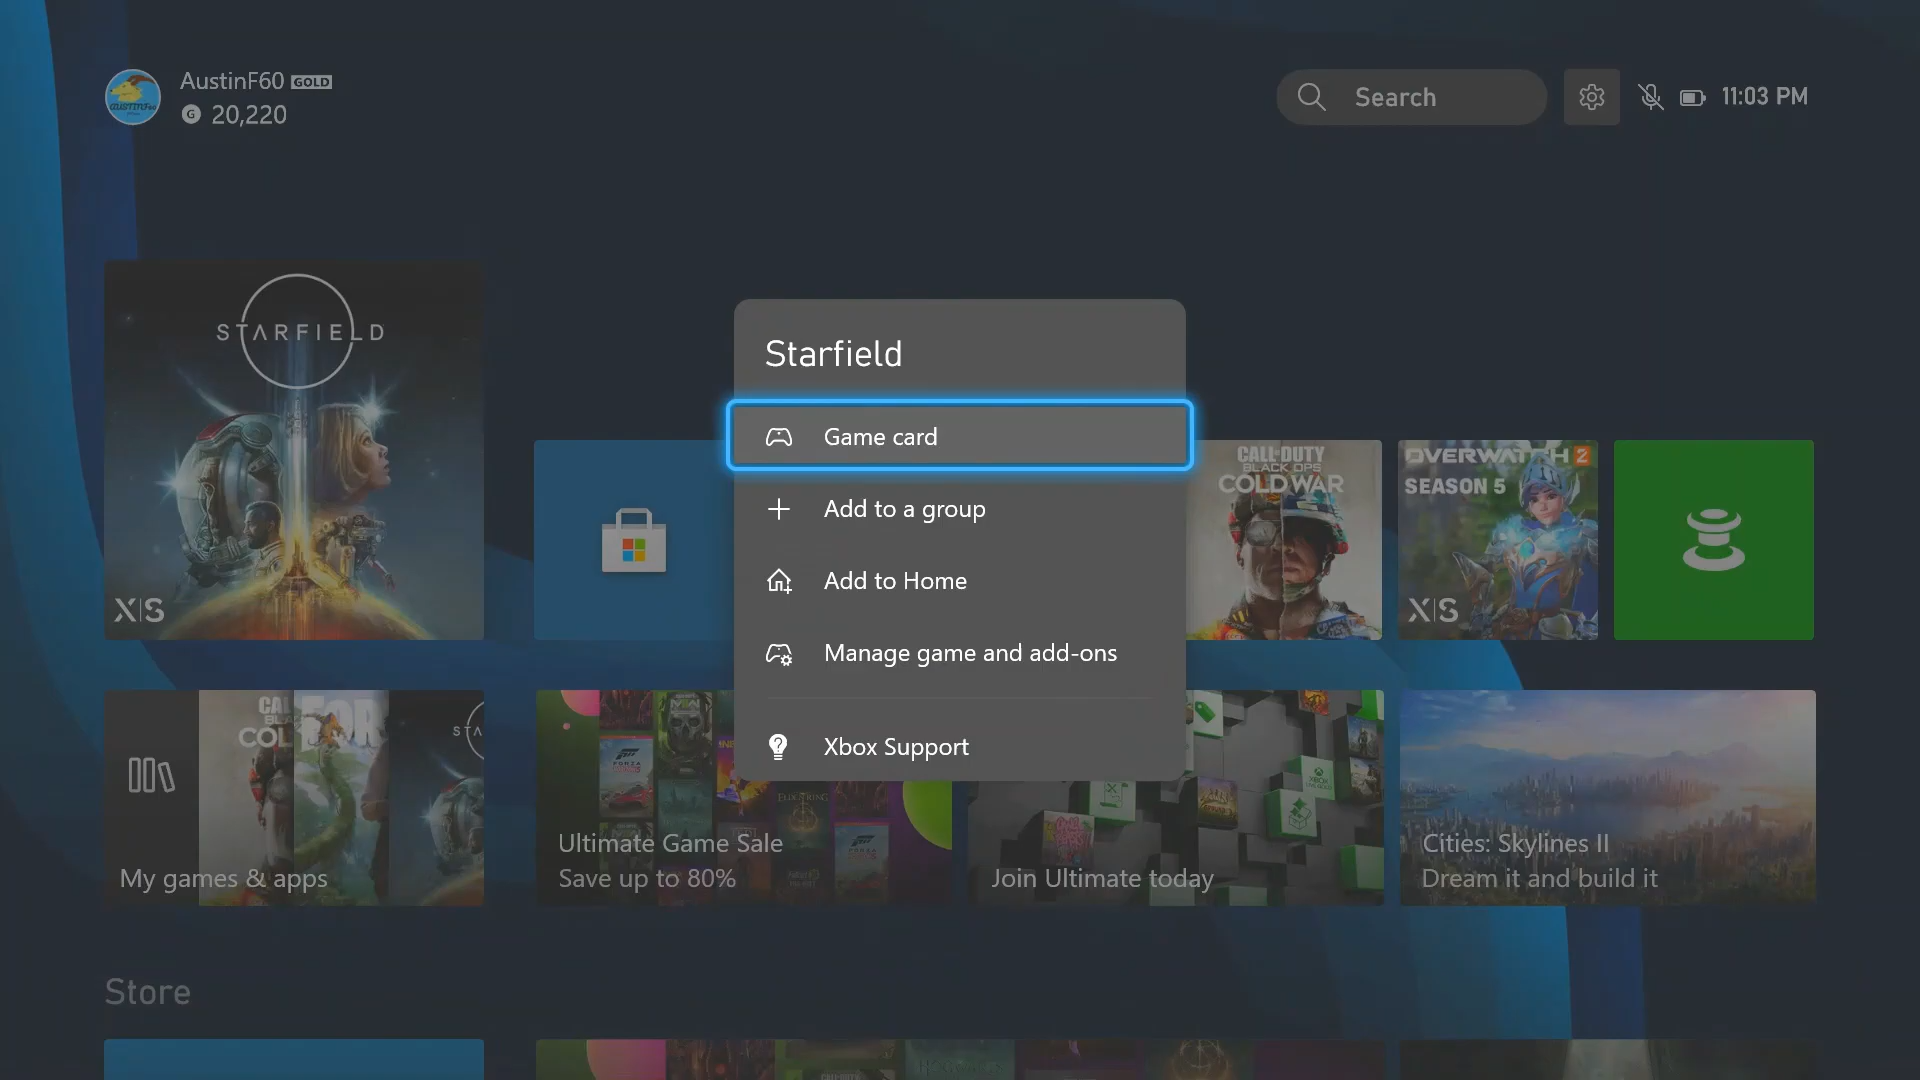 AustinF60 GOLD
G 20,220
Search
11:03 PM
STARFIELD
X|S
Starfield
Game card
Add to a group
Add to Home
Manage game and add-ons
Xbox Support
CALL OF DUTY
BLACK OPS
COLD WAR
OVERWATCH 2
SEASON 5
X|S
My games & apps
FORZA
ELDEN RING
Ultimate Game Sale
Save up to 80%
Join Ultimate today
Cities: Skylines II
Dream it and build it
Store